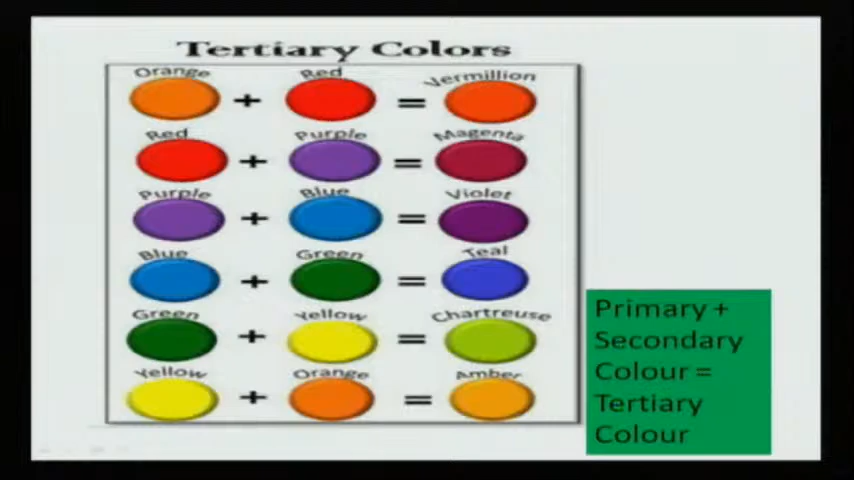 Tertiary Colors
Orange + Red = Vermillion
Red + Purple = Magenta
Purple + Blue = Violet
Blue + Green = Teal
Green + Yellow = Chartreuse
Yellow + Orange = Amber
Primary +
Secondary
Colour =
Tertiary
Colour